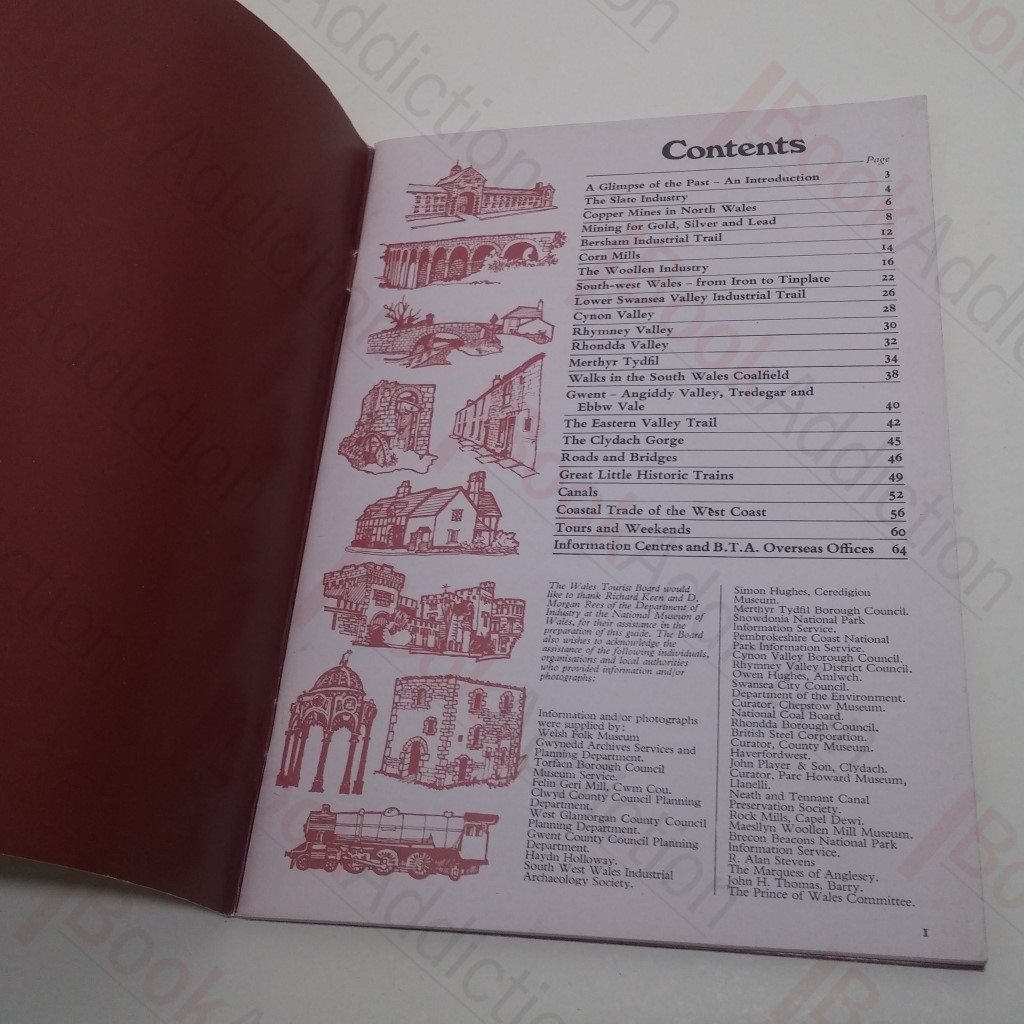 Contents
Page
A Glimpse of the Past – An Introduction 3
The Slate Industry 4
Copper Mines in North Wales 6
Mining for Gold, Silver and Lead 8
Bersham Industrial Trail 12
Corn Mills 14
The Woollen Industry 16
South-west Wales – from Iron to Tinplate 22
Lower Swansea Valley Industrial Trail 26
Cynon Valley 28
Rhymney Valley 30
Rhondda Valley 32
Merthyr Tydfil 34
Walks in the South Wales Coalfield 38
Gwent – Angiddy Valley, Tredegar and
Ebbw Vale 40
The Eastern Valley Trail 42
The Clydach Gorge 45
Roads and Bridges 46
Great Little Historic Trains 49
Canals 52
Coastal Trade of the West Coast 56
Tours and Weekends 60
Information Centres and B.T.A. Overseas Offices 64
The Wales Tourist Board would
like to thank Richard Keen and D.
Morgan Rees of the Department of
Industry at the National Museum of
Wales, for their assistance in the
preparation of this guide. The Board
also wishes to acknowledge the
assistance of the following individuals,
organisations and local authorities
who provided information and/or
photographs:
Information and/or photographs
were supplied by:
Welsh Folk Museum
Gwynedd Archives Services and
Planning Department.
Torfaen Borough Council
Museum Service.
Felin Geri Mill, Cwm Cou.
Clwyd County Council Planning
Department.
West Glamorgan County Council
Planning Department.
Gwent County Council Planning
Department.
Haydn Holloway.
South West Wales Industrial
Archaeology Society.
Simon Hughes, Ceredigion
Museum.
Merthyr Tydfil Borough Council.
Snowdonia National Park
Information Service.
Pembrokeshire Coast National
Park Information Service.
Cynon Valley Borough Council.
Rhymney Valley District Council.
Owen Hughes, Amlwch.
Swansea City Council.
Department of the Environment.
Curator, Chepstow Museum.
National Coal Board.
Rhondda Borough Council.
British Steel Corporation.
Curator, County Museum.
Haverfordwest.
John Player & Son, Clydach.
Curator, Parc Howard Museum,
Llanelli.
Neath and Tennant Canal
Preservation Society.
Rock Mills, Capel Dewi.
Maesllyn Woollen Mill Museum.
Brecon Beacons National Park
Information Service.
R. Alan Stevens
The Marquess of Anglesey.
John H. Thomas, Barry.
The Prince of Wales Committee.
1
BookAddiction